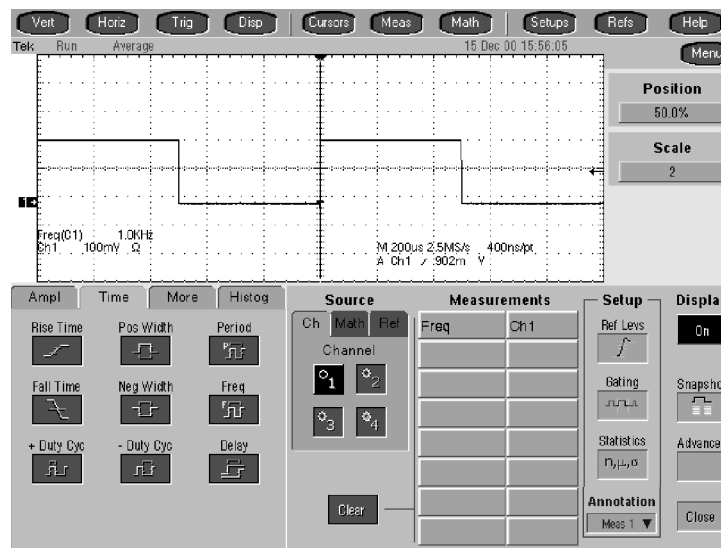 Vert Horiz Trig Disp Cursors Meas Math Setups Refs Help
Tek Run Average 15 Dec 00 15:56:05
Menu
Position
50.0%
Scale
2
1
Freq(C1) 1.0KHz
Ch1 100mV Ω
M 200us 2.5MS/s 400ns/pt
A Ch1 902m V
Ampl Time More Histog
Rise Time Pos Width Period
Fall Time Neg Width Freq
+ Duty Cyc - Duty Cyc Delay
Source
Ch Math Ref
Channel
1 2
3 4
Clear
Measurements
Freq Ch1
Setup
Ref Levs
Gating
Statistics
n,μ,σ
Annotation
Meas 1 ▼
Displa
On
Snapsho
Advance
Close